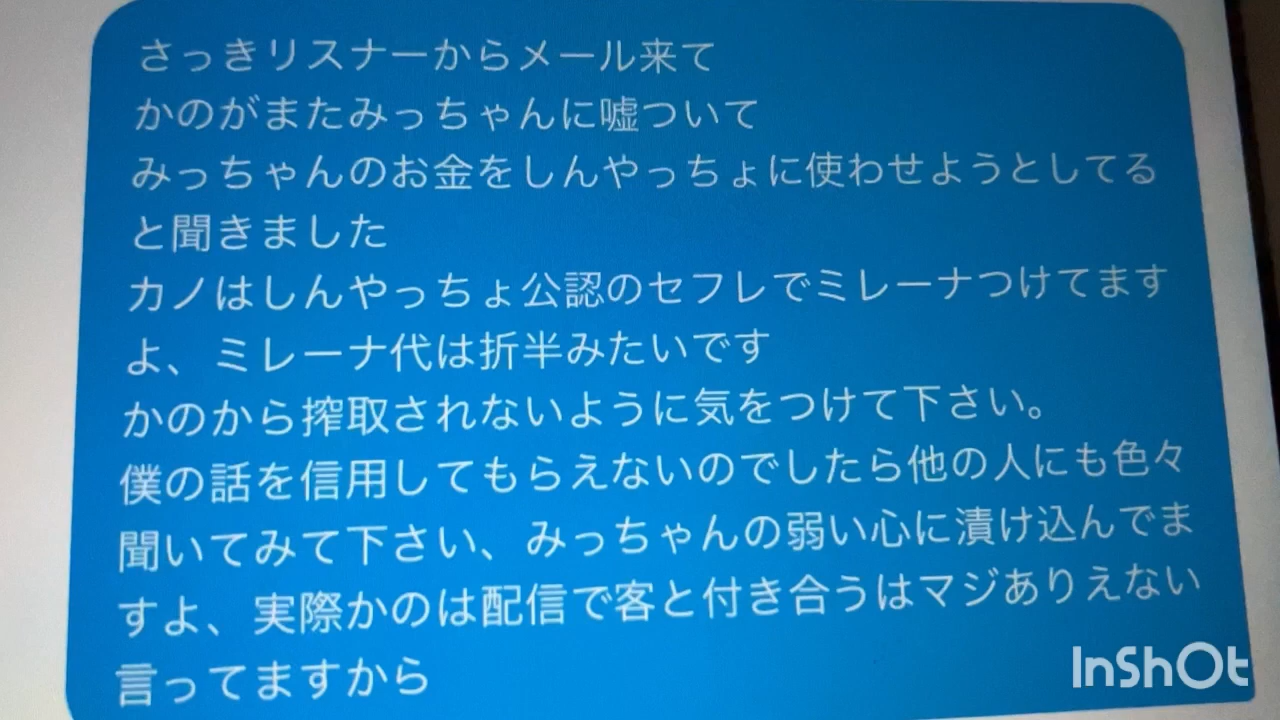 さっきリスナーからメール来て
かのがまたみっちゃんに嘘ついて
みっちゃんのお金をしんやっちょに使わせようとしてる
と聞きました
カノはしんやっちょ公認のセフレでミレーナつけてます
よ、ミレーナ代は折半みたいです
かのから搾取されないように気をつけて下さい。
僕の話を信用してもらえないのでしたら他の人にも色々
聞いてみて下さい、みっちゃんの弱い心に漬け込んでま
すよ、実際かのは配信で客と付き合うはマジありえない
言ってますから
InShOt